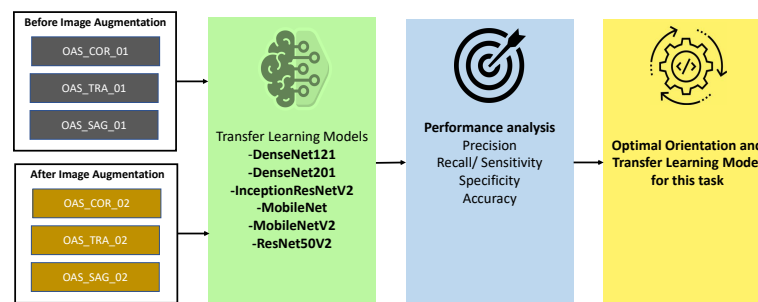 Before Image Augmentation
OAS_COR_01
OAS_TRA_01
OAS_SAG_01
After Image Augmentation
OAS_COR_02
OAS_TRA_02
OAS_SAG_02
Transfer Learning Models
-DenseNet121
-DenseNet201
-InceptionResNetV2
-MobileNet
-MobileNetV2
-ResNet50V2
Performance analysis
Precision
Recall/ Sensitivity
Specificity
Accuracy
</>
Optimal Orientation and
Transfer Learning Mode
for this task